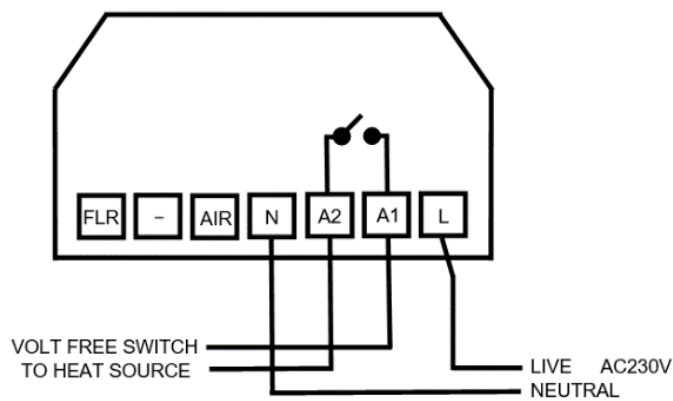 FLR – AIR N A2 A1 L
VOLT FREE SWITCH
TO HEAT SOURCE
LIVE AC230V
NEUTRAL